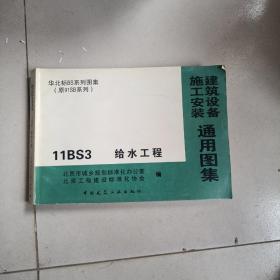 华北标BS系列图集
（原91SB系列）
11BS3 给水工程
北京市城乡规划标准化办公室
北京工程建设标准化协会
编
中国建筑工业出版社
建筑设备
施工安装
通用图集